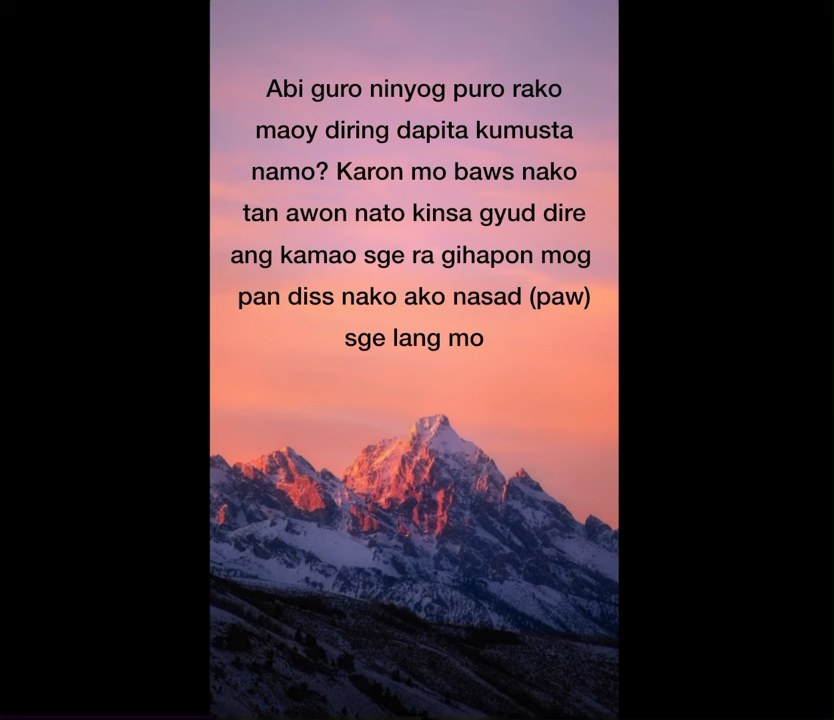 Abi guro ninyog puro rako
maoy diring dapita kumusta
namo? Karon mo baws nako
tan awon nato kinsa gyud dire
ang kamao sge ra gihapon mog
pan diss nako ako nasad (paw)
sge lang mo